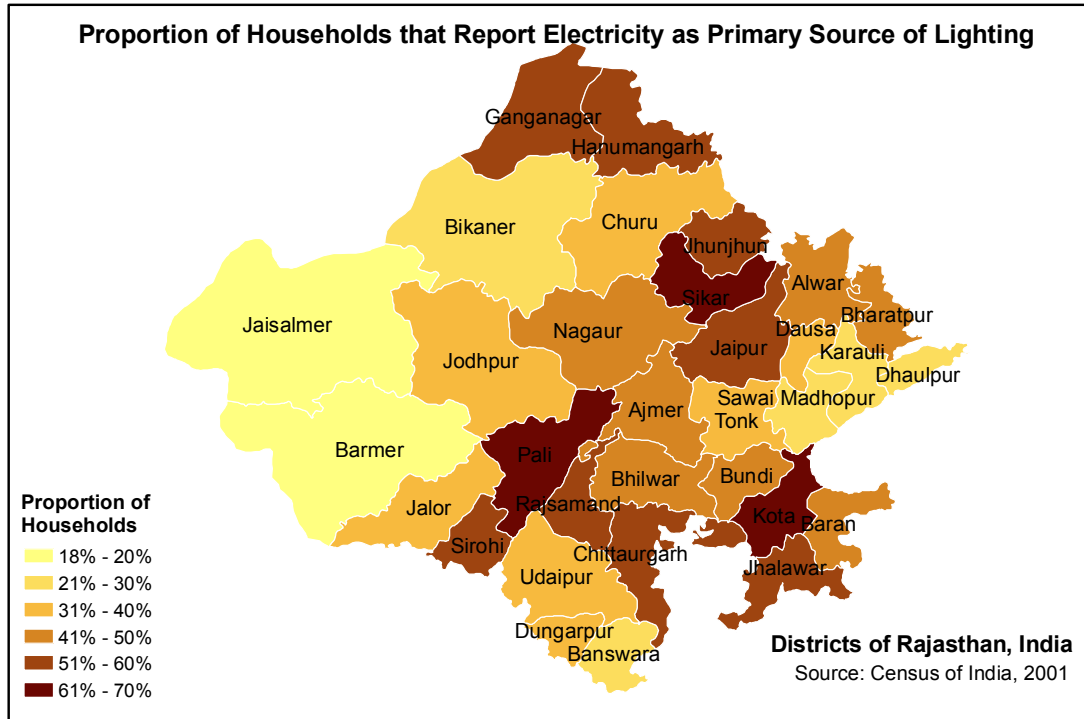 Proportion of Households that Report Electricity as Primary Source of Lighting
Ganganagar
Hanumangarh
Bikaner
Churu
Jhunjhun
Sikar
Alwar
Bharatpur
Jaisalmer
Nagaur
Dausa
Jodhpur
Jaipur
Karauli
Dhaulpur
Ajmer
Sawai
Madhopur
Tonk
Barmer
Pali
Bhilwar
Bundi
Jalor
Rajsamand
Kota
Baran
Sirohi
Chittaurgarh
Jhalawar
Udaipur
Dungarpur
Banswara
Proportion of
Households
18% - 20%
21% - 30%
31% - 40%
41% - 50%
51% - 60%
61% - 70%
Districts of Rajasthan, India
Source: Census of India, 2001